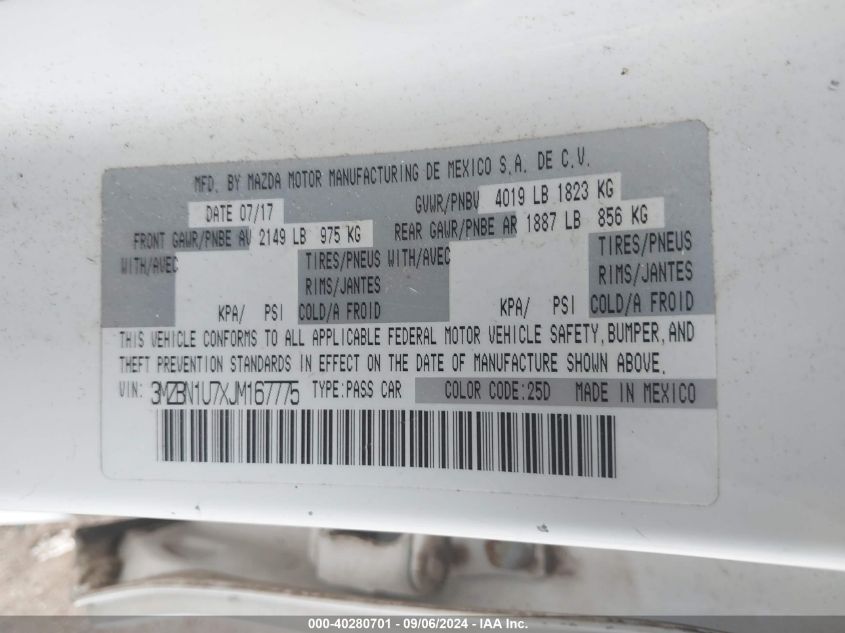 MFD. BY MAZDA MOTOR MANUFACTURING DE MEXICO S.A. DE C.V.
DATE 07/17 GVWR/PNBV 4019 LB 1823 KG
FRONT GAWR/PNBE AV 2149 LB 975 KG REAR GAWR/PNBE AR 1887 LB 856 KG
WITH/AVEC TIRES/PNEUS WITH/AVEC TIRES/PNEUS
RIMS/JANTES RIMS/JANTES
KPA/ PSI COLD/A FROID KPA/ PSI COLD/A FROID
THIS VEHICLE CONFORMS TO ALL APPLICABLE FEDERAL MOTOR VEHICLE SAFETY, BUMPER, AND
THEFT PREVENTION STANDARDS IN EFFECT ON THE DATE OF MANUFACTURE SHOWN ABOVE.
VIN: 3MZBN1U7XJM167775 TYPE:PASS CAR COLOR CODE:25D MADE IN MEXICO
000-40280701 - 09/06/2024 - IAA Inc.